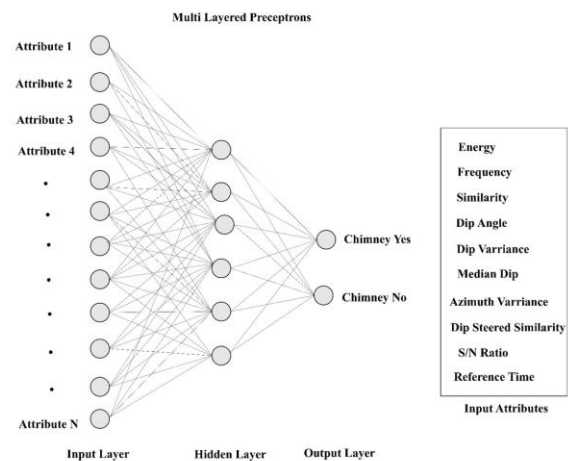 Multi Layered Preceptrons
Attribute 1
Attribute 2
Attribute 3
Attribute 4
Attribute N
Input Layer
Hidden Layer
Chimney Yes
Chimney No
Output Layer
Energy
Frequency
Similarity
Dip Angle
Dip Varriance
Median Dip
Azimuth Varriance
Dip Steered Similarity
S/N Ratio
Reference Time
Input Attributes